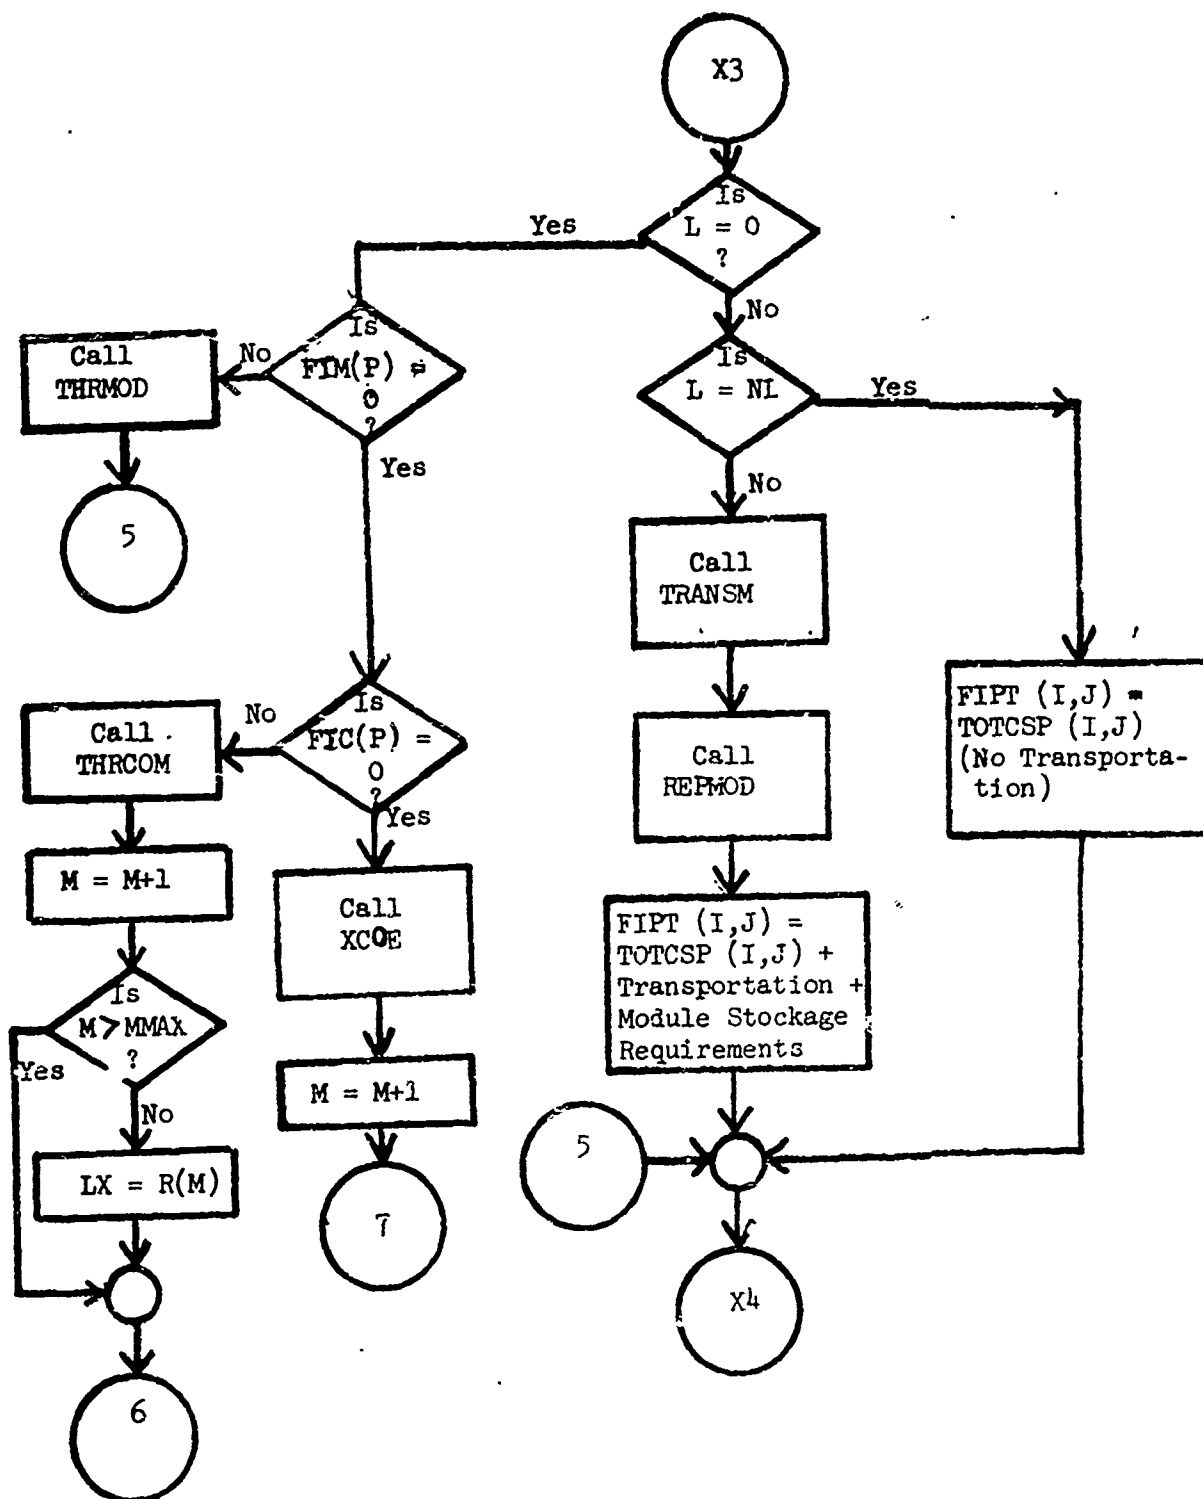 X3
Is
L = 0
?
Yes
No
Is
FIM(P) =
0
?
No
Call
THRMOD
5
Yes
Is
L = NL
Yes
No
Call
TRANSM
Call
REPMOD
FIPT (I,J) =
TOTCSP (I,J)
(No Transporta-
tion)
Is
FIC(P) =
0
?
No
Call
THRCOM
Yes
M = M+1
Call
XCOE
FIPT (I,J) =
TOTCSP (I,J) +
Transportation +
Module Stockage
Requirements
Is
M > MMAX
?
Yes
No
M = M+1
LX = R(M)
7
5
X4
6